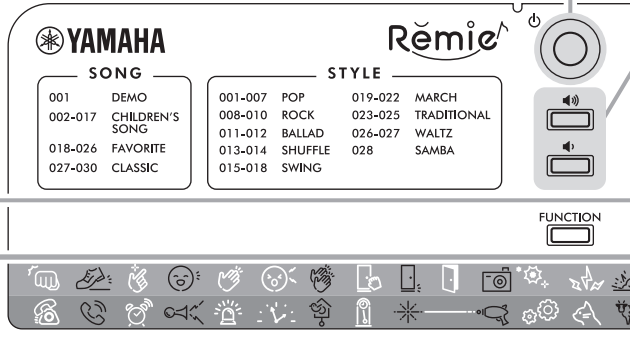 YAMAHA
Remie
SONG
001 DEMO
002-017 CHILDREN'S
SONG
018-026 FAVORITE
027-030 CLASSIC
STYLE
001-007 POP 019-022 MARCH
008-010 ROCK 023-025 TRADITIONAL
011-012 BALLAD 026-027 WALTZ
013-014 SHUFFLE 028 SAMBA
015-018 SWING
FUNCTION